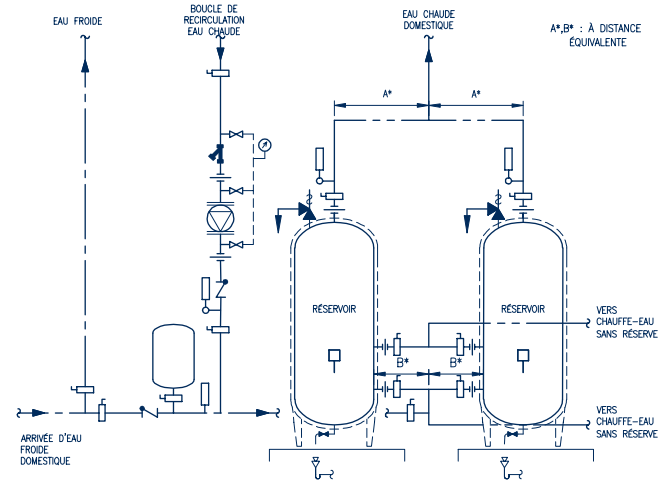 EAU FROIDE
BOUCLE DE
RECIRCULATION
EAU CHAUDE
EAU CHAUDE
DOMESTIQUE
A*,B* : À DISTANCE
ÉQUIVALENTE
A*
A*
RÉSERVOIR
RÉSERVOIR
VERS
CHAUFFE-EAU
SANS RÉSERVE
B*
B*
VERS
CHAUFFE-EAU
SANS RÉSERVE
ARRIVÉE D'EAU
FROIDE
DOMESTIQUE